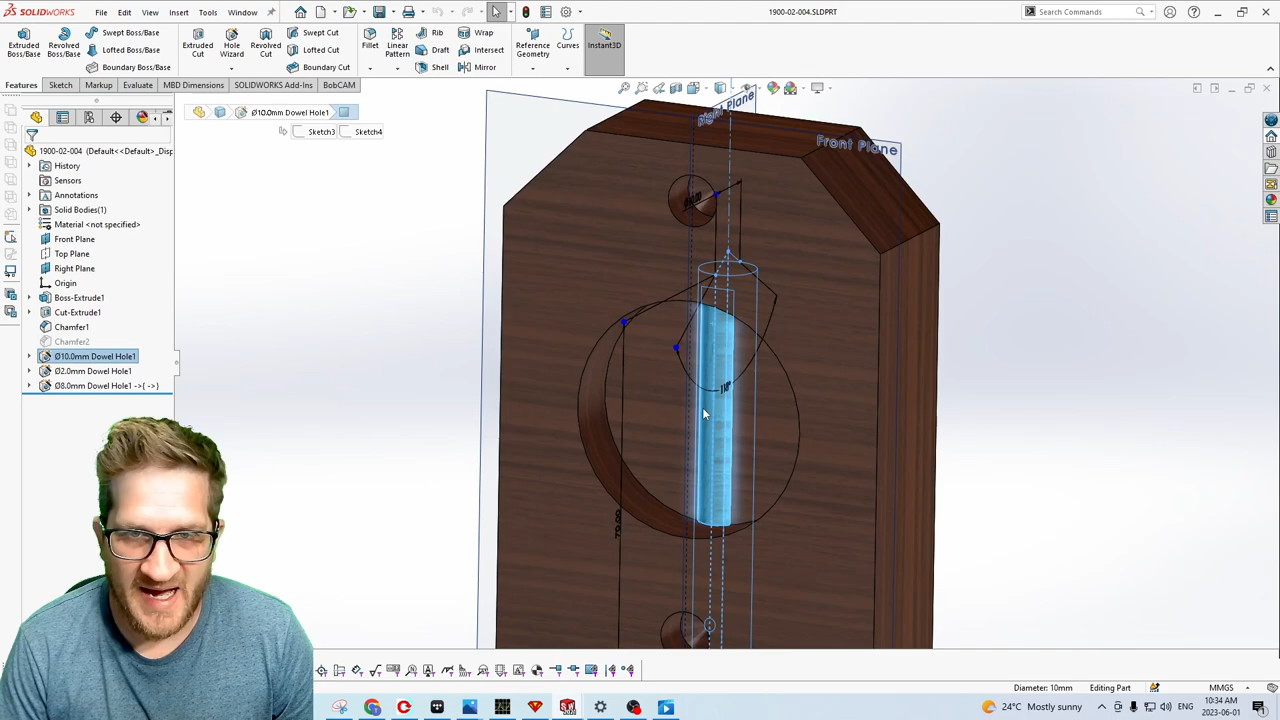 SOLIDWORKS File Edit View Insert Tools Window 1900-02-004.SLDPRT Search Commands
Extruded Boss/Base
Revolved Boss/Base
Swept Boss/Base
Lofted Boss/Base
Boundary Boss/Base
Extruded Cut
Hole Wizard
Revolved Cut
Swept Cut
Lofted Cut
Boundary Cut
Fillet
Linear Pattern
Rib
Draft
Shell
Wrap
Intersect
Mirror
Reference Geometry
Curves
Instant3D
Features Sketch Markup Evaluate MBD Dimensions SOLIDWORKS Add-Ins BobCAM
Ø10.0mm Dowel Hole1
Sketch3 Sketch4
1900-02-004 (Default<<Default>_Disp
History
Sensors
Annotations
Solid Bodies(1)
Material <not specified>
Front Plane
Top Plane
Right Plane
Origin
Boss-Extrude1
Cut-Extrude1
Chamfer1
Chamfer2
Ø10.0mm Dowel Hole1
Ø2.0mm Dowel Hole1
Ø8.0mm Dowel Hole1 ->{ ->}
Right Plane
Front Plane
118°
70.00
Diameter: 10mm Editing Part MMGS
24°C Mostly sunny ENG 10:34 AM
2023-06-01